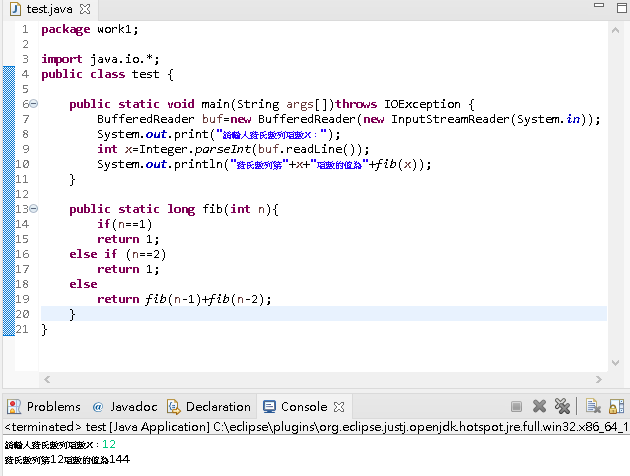 test.java
1 package work1;
2
3 import java.io.*;
4 public class test {
5
6 public static void main(String args[])throws IOException {
7 BufferedReader buf=new BufferedReader(new InputStreamReader(System.in));
8 System.out.print("請輸入費氏數列項數X：");
9 int x=Integer.parseInt(buf.readLine());
10 System.out.println("費氏數列第"+x+"項數的值為"+fib(x));
11 }
12
13 public static long fib(int n){
14 if(n==1)
15 return 1;
16 else if (n==2)
17 return 1;
18 else
19 return fib(n-1)+fib(n-2);
20 }
21 }
Problems @ Javadoc Declaration Console
<terminated> test [Java Application] C:\eclipse\plugins\org.eclipse.justj.openjdk.hotspot.jre.full.win32.x86_64_1
請輸入費氏數列項數X：12
費氏數列第12項數的值為144